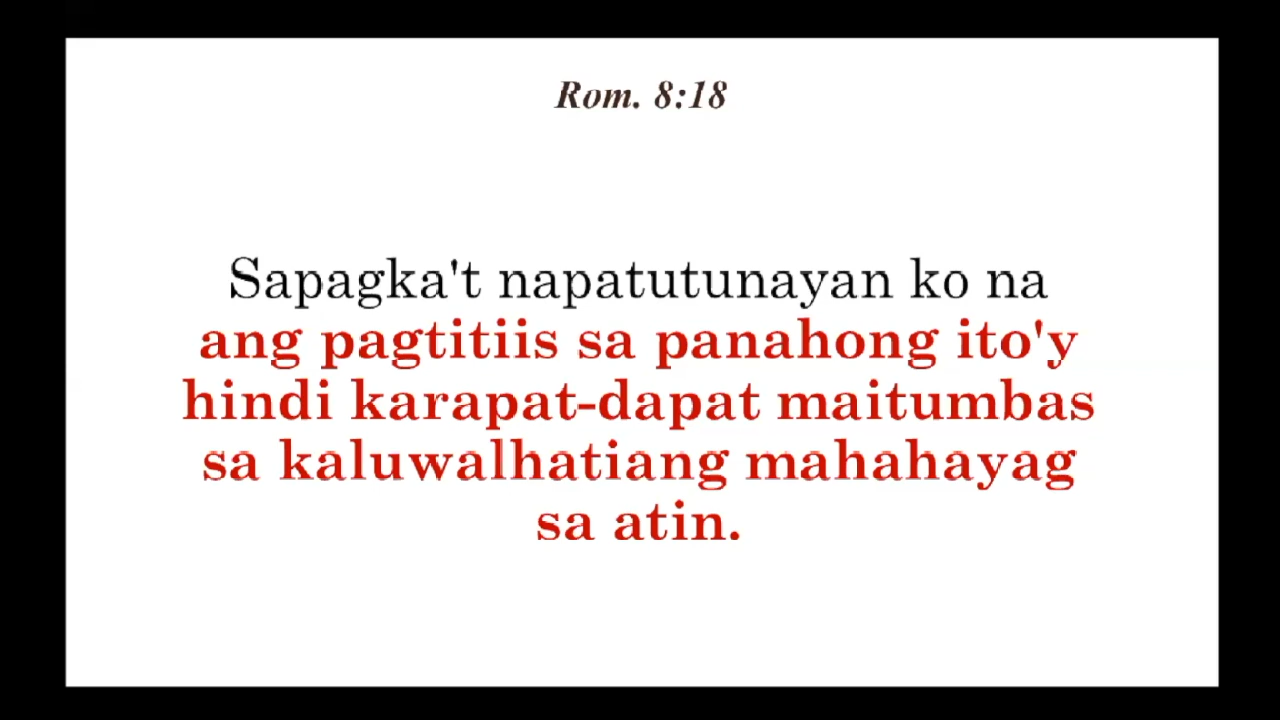 Rom. 8:18
Sapagka't napatutunayan ko na
ang pagtitiis sa panahong ito'y
hindi karapat-dapat maitumbas
sa kaluwalhatiang mahahayag
sa atin.